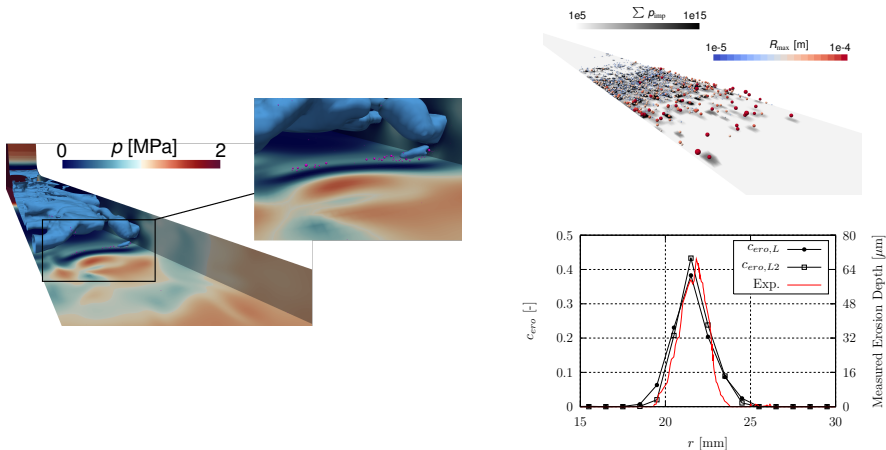 0 p [MPa] 2
∑ p_imp
1e5 1e15
R_max [m]
1e-5 1e-4
0.5
0.4
0.3
0.2
0.1
0
c_ero [-]
c_ero,L
c_ero,L2
Exp.
80
64
48
32
16
0
Measured Erosion Depth [µm]
15 20 25 30
r [mm]